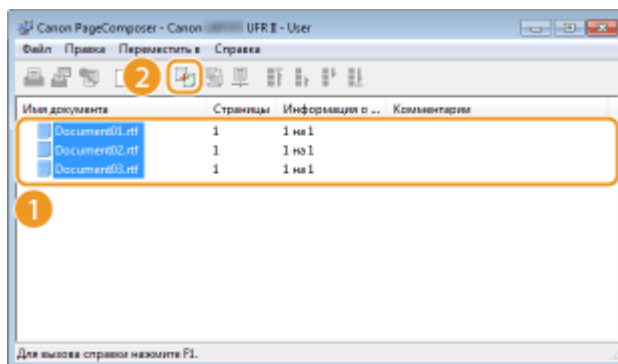 Canon PageComposer - Canon UFR II - User
Файл Правка Переместить в Справка
2
Имя документа Страницы Информация о ... Комментарии
Document01.rtf 1 1 на 1
Document02.rtf 1 1 на 1
Document03.rtf 1 1 на 1
1
Для вызова справки нажмите F1.